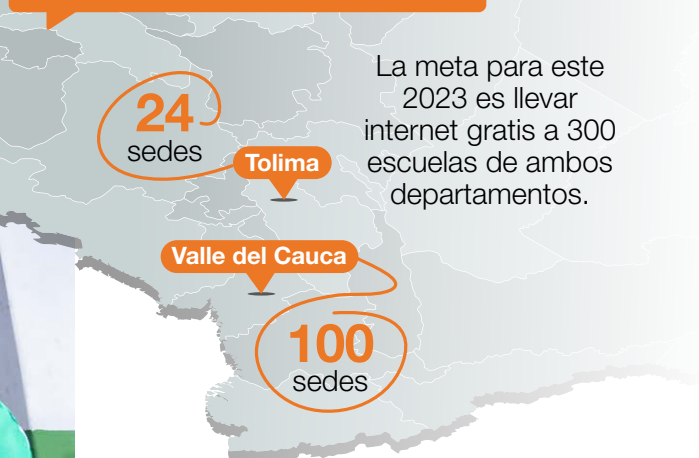 La meta para este
2023 es llevar
internet gratis a 300
escuelas de ambos
departamentos.
24
sedes
Tolima
Valle del Cauca
100
sedes